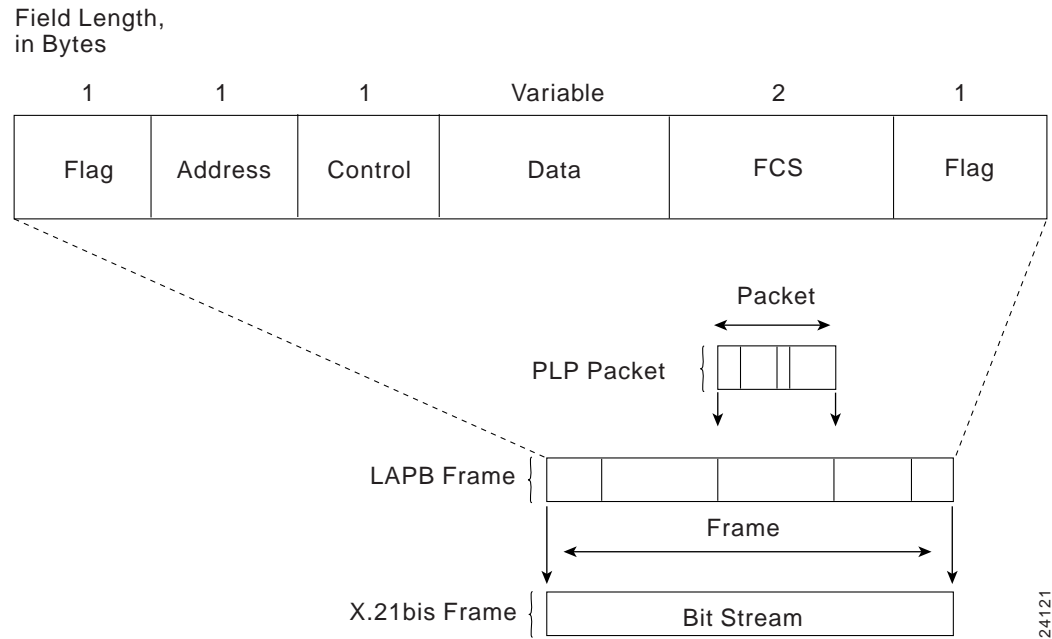 Field Length,
in Bytes
1 1 1 Variable 2 1
Flag Address Control Data FCS Flag
Packet
PLP Packet
LAPB Frame
Frame
X.21bis Frame
Bit Stream
24121